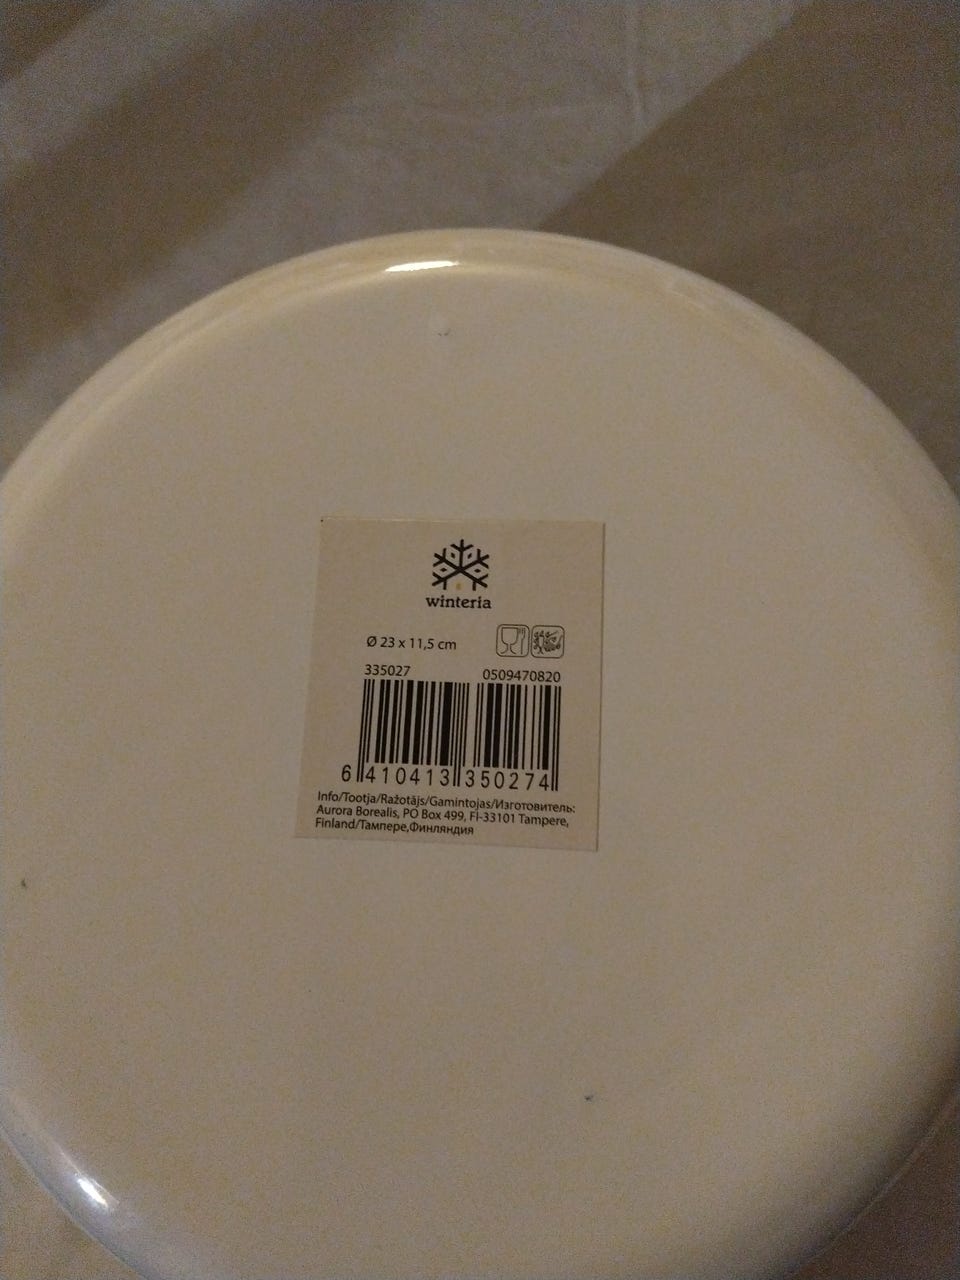 winteria
Ø 23 x 11,5 cm
335027 0509470820
6 410413 350274
Info/Tootja/Ražotājs/Gamintojas/Изготовитель:
Aurora Borealis, PO Box 499, FI-33101 Tampere,
Finland/Тампере,Финляндия